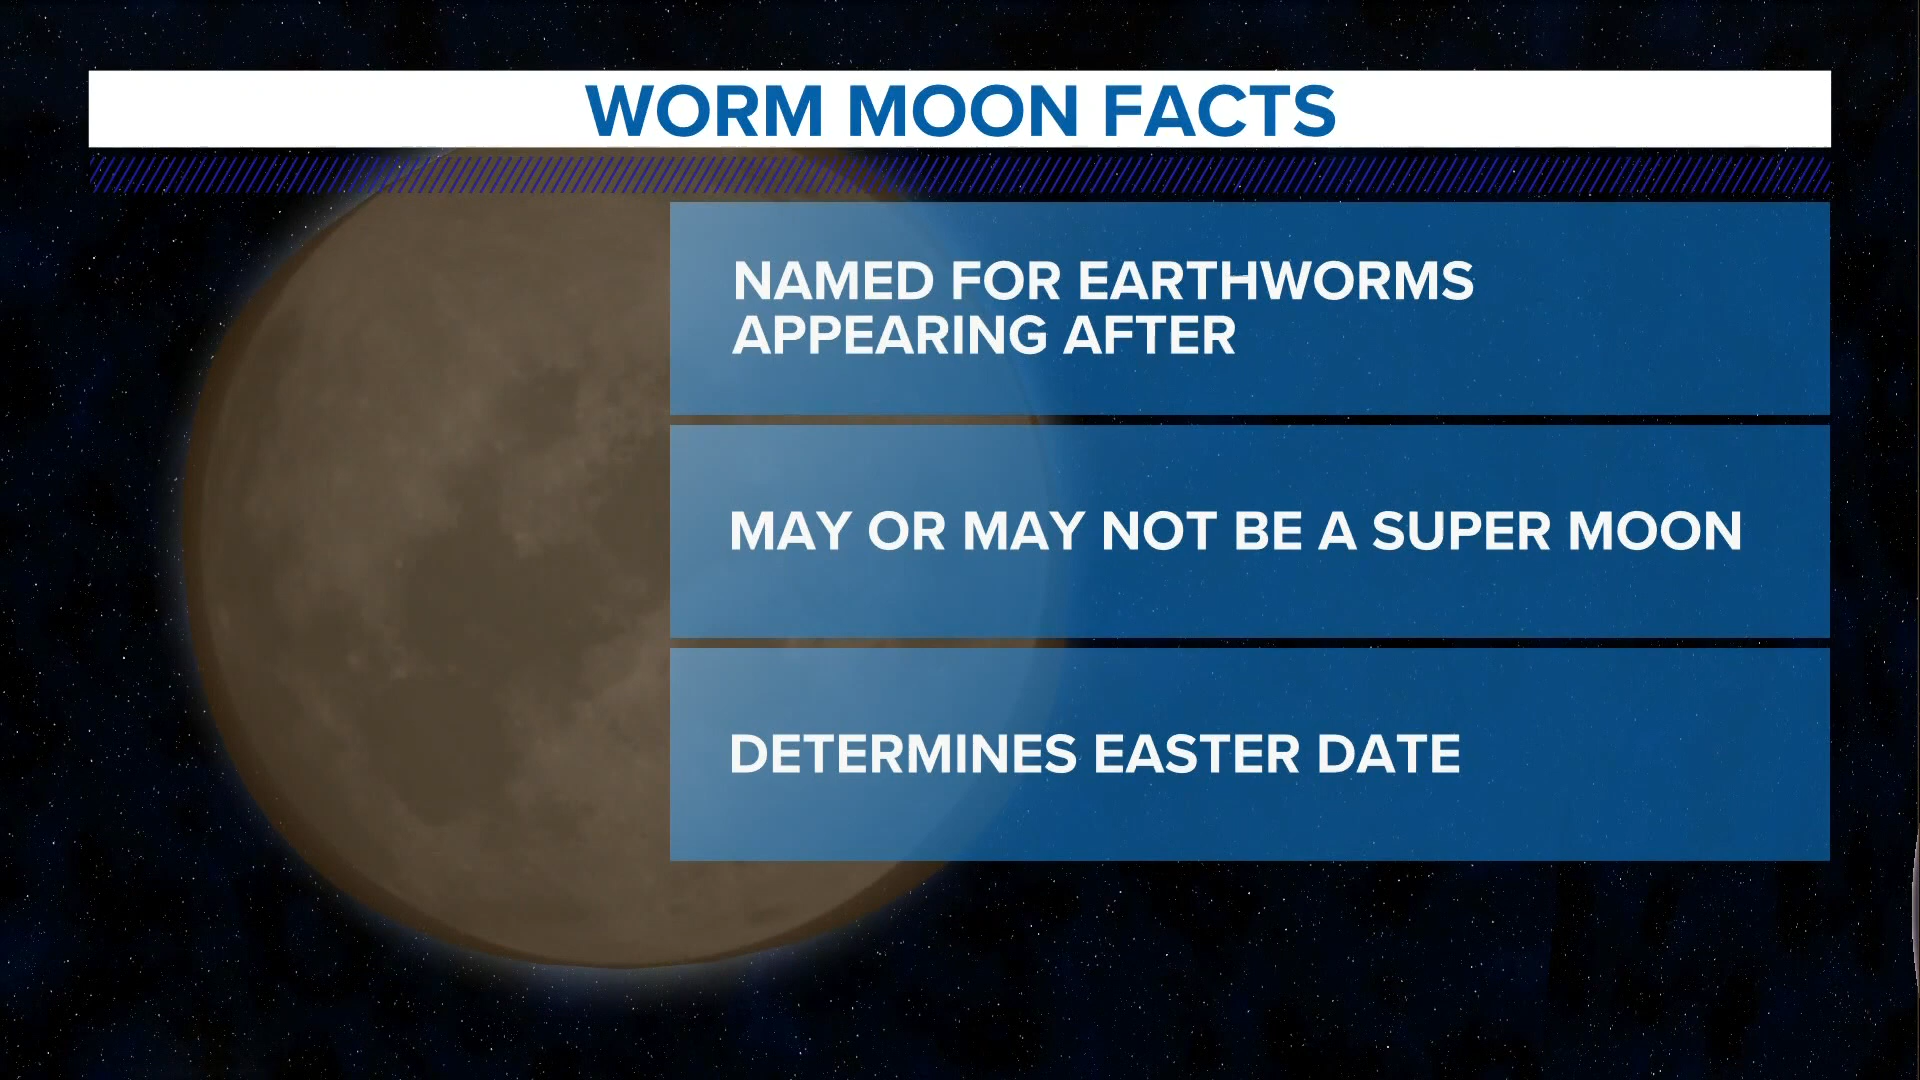 WORM MOON FACTS
NAMED FOR EARTHWORMS
APPEARING AFTER
MAY OR MAY NOT BE A SUPER MOON
DETERMINES EASTER DATE